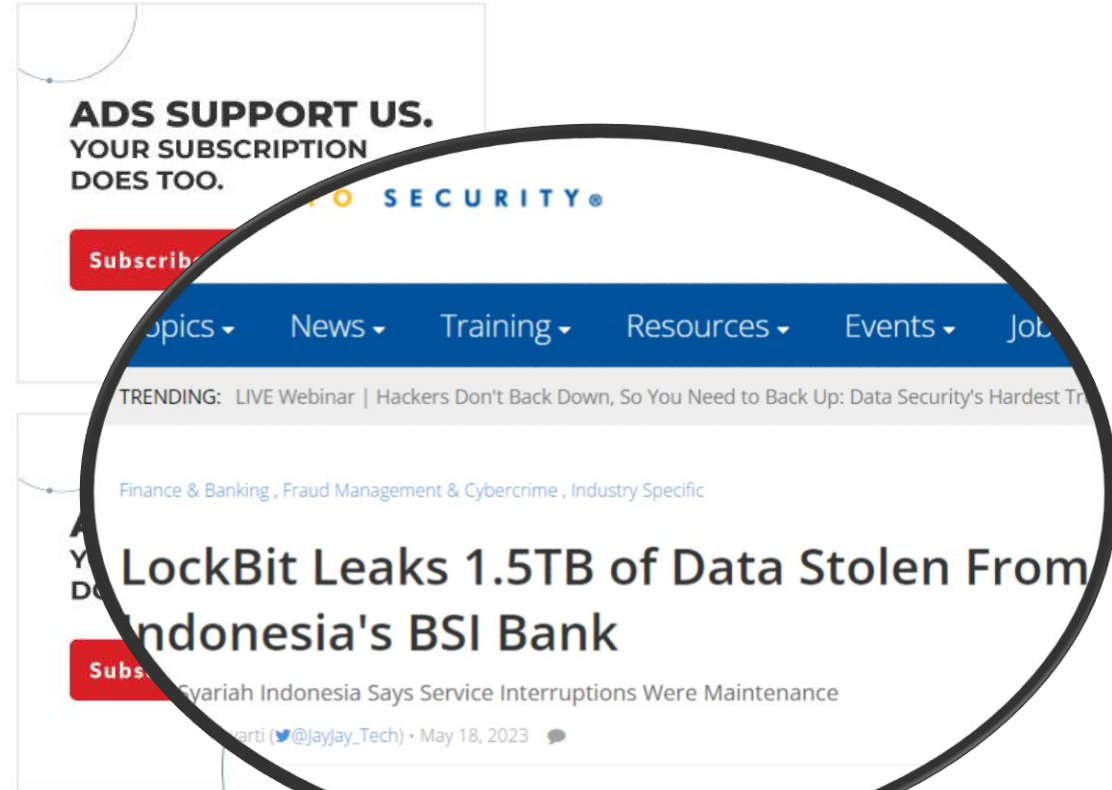 ADS SUPPORT US.
YOUR SUBSCRIPTION
DOES TOO.
SECURITY®
Subscribe
News
Training
Resources
Events
TRENDING: LIVE Webinar | Hackers Don't Back Down, So You Need to Back Up: Data Security's Hardest
Finance & Banking , Fraud Management & Cybercrime , Industry Specific
LockBit Leaks 1.5TB of Data Stolen From
Indonesia's BSI Bank
Syariah Indonesia Says Service Interruptions Were Maintenance
(@JayJay_Tech) • May 18, 2023